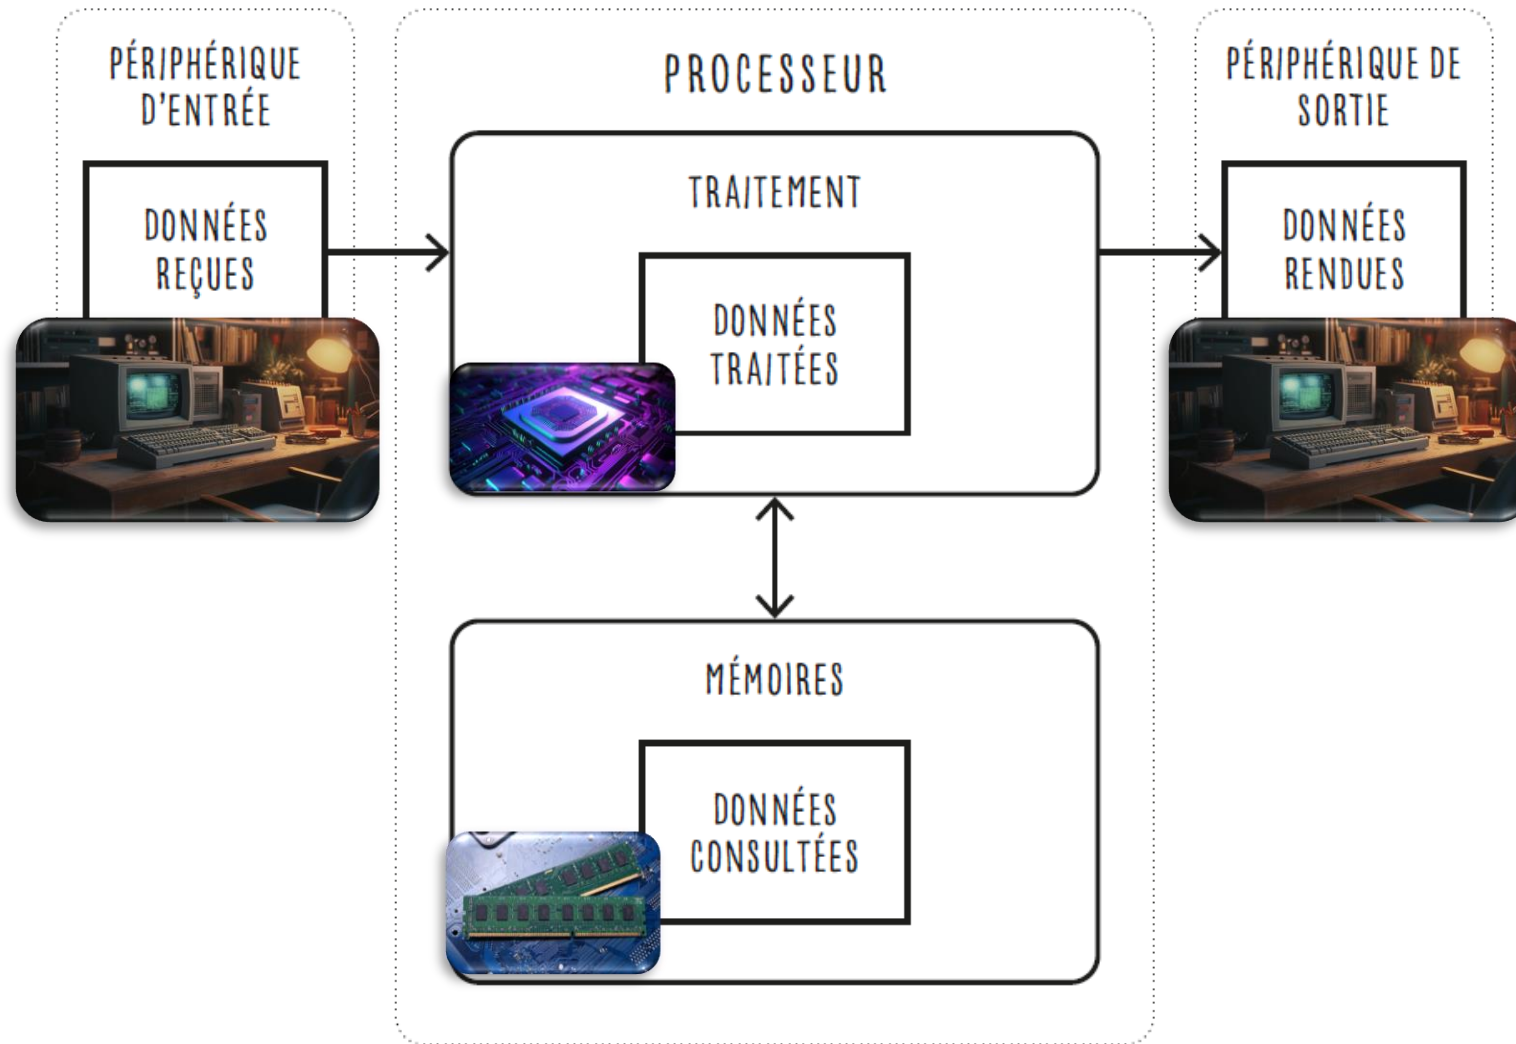 PÉRIPHÉRIQUE
D'ENTRÉE
DONNÉES
REÇUES
PROCESSEUR
TRAITEMENT
DONNÉES
TRAITÉES
MÉMOIRES
DONNÉES
CONSULTÉES
PÉRIPHÉRIQUE DE
SORTIE
DONNÉES
RENDUES